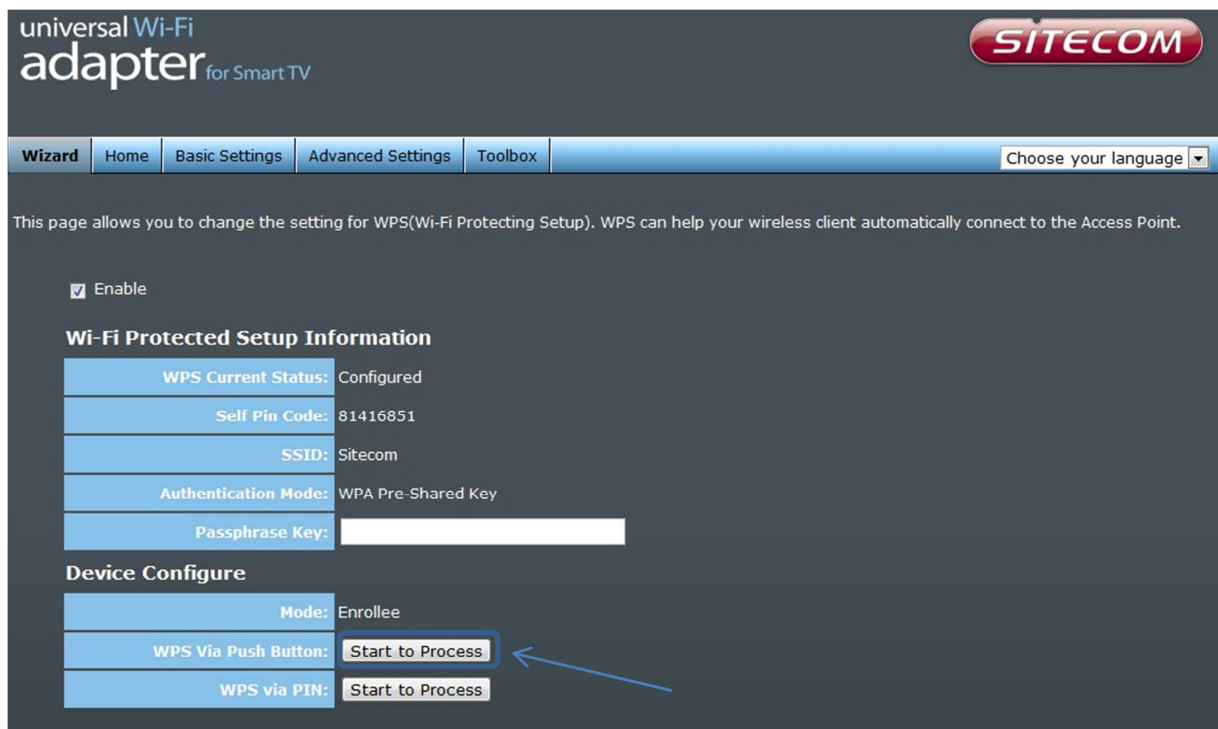 universal Wi-Fi
adapter for Smart TV
SITECOM
Wizard Home Basic Settings Advanced Settings Toolbox Choose your language
This page allows you to change the setting for WPS(Wi-Fi Protecting Setup). WPS can help your wireless client automatically connect to the Access Point.
Enable
Wi-Fi Protected Setup Information
WPS Current Status: Configured
Self Pin Code: 81416851
SSID: Sitecom
Authentication Mode: WPA Pre-Shared Key
Passphrase Key:
Device Configure
Mode: Enrollee
WPS Via Push Button: Start to Process
WPS via PIN: Start to Process